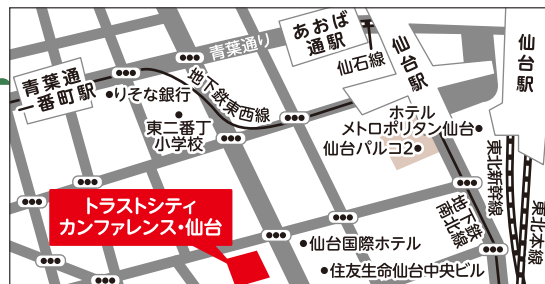 あおば
通駅
仙石線
仙台駅
仙台駅
青葉通り
青葉通
一番町駅
地下鉄東西線
りそな銀行
東二番丁
小学校
ホテル
メトロポリタン仙台
仙台パルコ2
東北新幹線
東北本線
地下鉄
南北線
トラストシティ
カンファレンス・仙台
仙台国際ホテル
住友生命仙台中央ビル